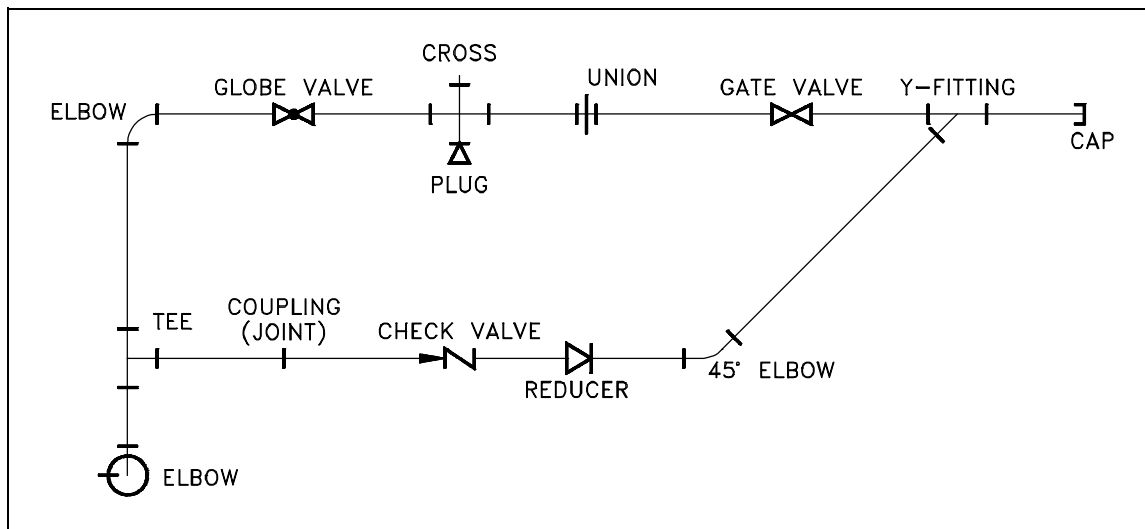 CROSS
UNION
GLOBE VALVE
GATE VALVE
Y-FITTING
ELBOW
CAP
PLUG
TEE
COUPLING
(JOINT)
CHECK VALVE
REDUCER
45° ELBOW
ELBOW